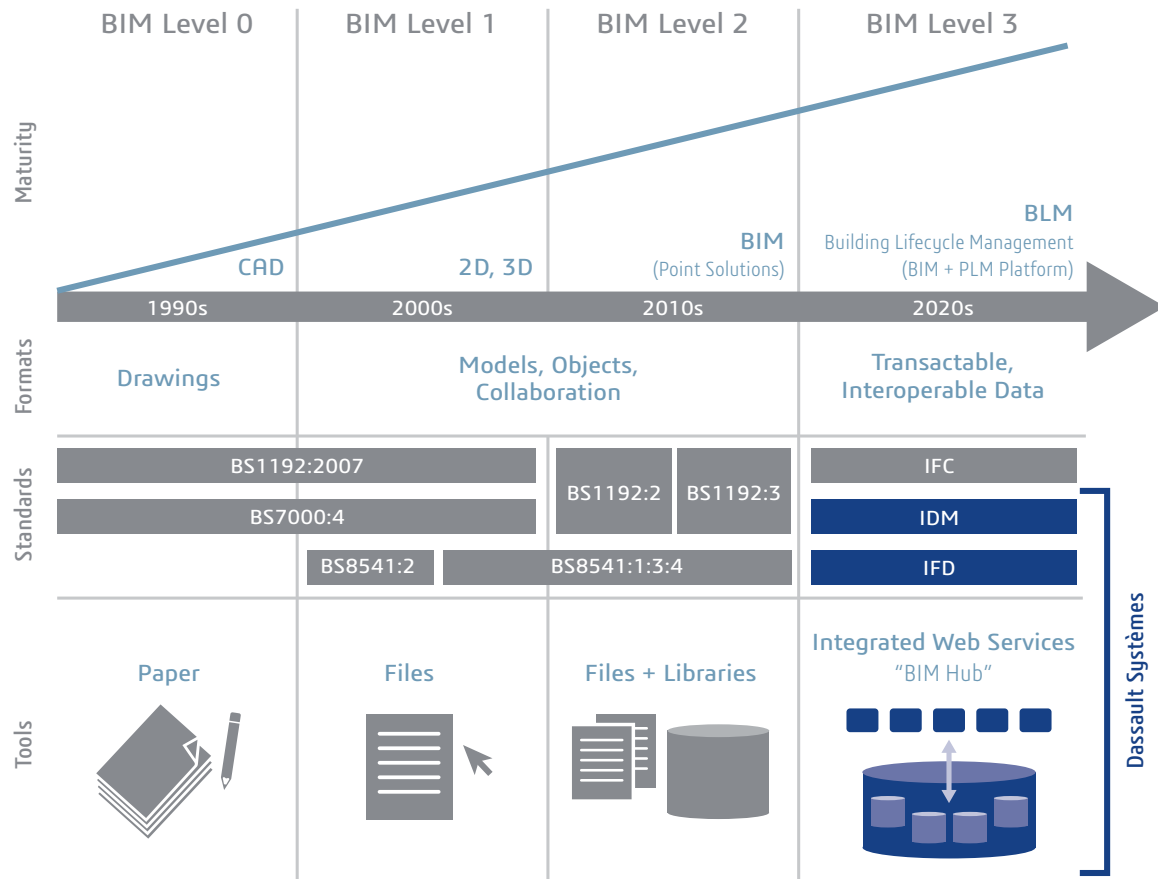 BIM Level 0
BIM Level 1
BIM Level 2
BIM Level 3
Maturity
CAD
2D, 3D
BIM
(Point Solutions)
BLM
Building Lifecycle Management
(BIM + PLM Platform)
1990s
2000s
2010s
2020s
Formats
Drawings
Models, Objects,
Collaboration
Transactable,
Interoperable Data
Standards
BS1192:2007
BS7000:4
BS8541:2
BS8541:1:3:4
BS1192:2
BS1192:3
IFC
IDM
IFD
Dassault Systèmes
Tools
Paper
Files
Files + Libraries
Integrated Web Services
“BIM Hub”